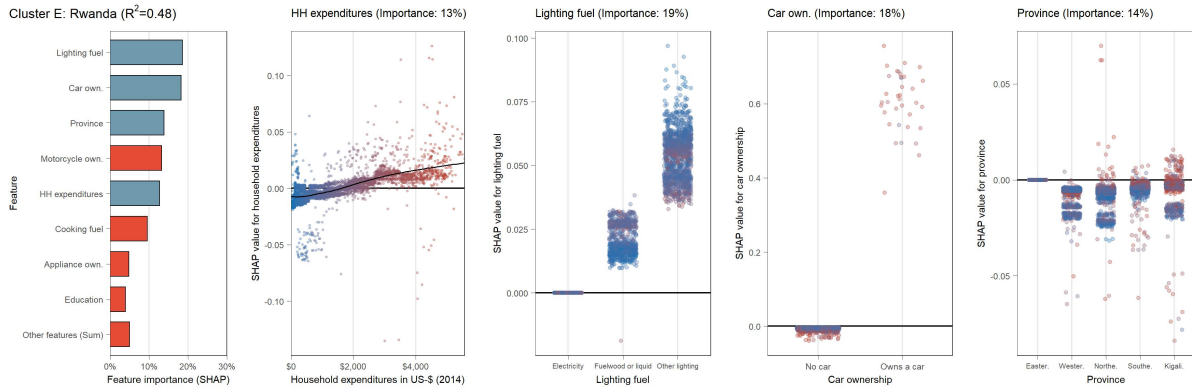 Cluster E: Rwanda (R²=0.48)
Feature
Lighting fuel
Car own.
Province
Motorcycle own.
HH expenditures
Cooking fuel
Appliance own.
Education
Other features (Sum)
0% 10% 20% 30%
Feature importance (SHAP)
HH expenditures (Importance: 13%)
SHAP value for household expenditures
0.10
0.05
0.00
-0.05
-0.10
$0 $2,000 $4,000
Household expenditures in US-$ (2014)
Lighting fuel (Importance: 19%)
SHAP value for lighting fuel
0.100
0.075
0.050
0.025
0.000
Electricity Fuelwood or liquid Other lighting
Lighting fuel
Car own. (Importance: 18%)
SHAP value for car ownership
0.6
0.4
0.2
0.0
No car Owns a car
Car ownership
Province (Importance: 14%)
SHAP value for province
0.05
0.00
-0.05
Easter. Wester. Northe. Southe. Kigali.
Province